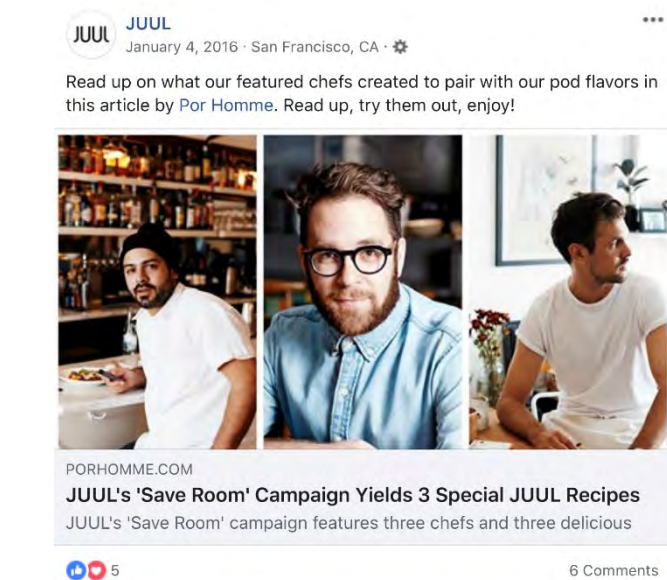 JUUL
JUUL
January 4, 2016 · San Francisco, CA ·
Read up on what our featured chefs created to pair with our pod flavors in
this article by Por Homme. Read up, try them out, enjoy!
PORHOMME.COM
JUUL's 'Save Room' Campaign Yields 3 Special JUUL Recipes
JUUL's 'Save Room' campaign features three chefs and three delicious
5
6 Comments